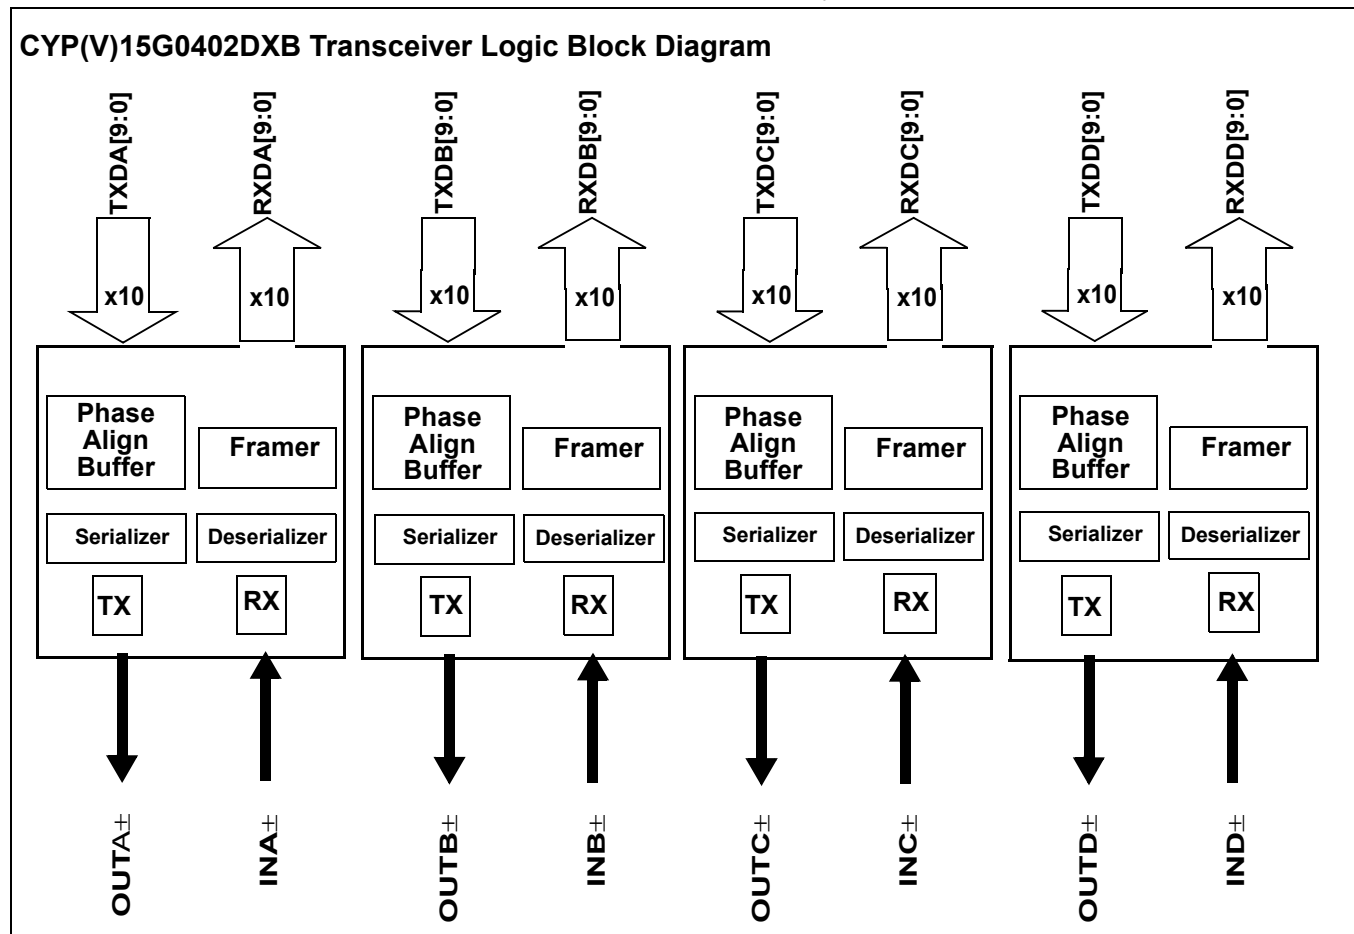 CYP(V)15G0402DXB Transceiver Logic Block Diagram
TXDA[9:0]
RXDA[9:0]
TXDB[9:0]
RXDB[9:0]
TXDC[9:0]
RXDC[9:0]
TXDD[9:0]
RXDD[9:0]
x10
x10
x10
x10
x10
x10
x10
x10
Phase
Align
Buffer
Framer
Phase
Align
Buffer
Framer
Phase
Align
Buffer
Framer
Phase
Align
Buffer
Framer
Serializer
Deserializer
Serializer
Deserializer
Serializer
Deserializer
Serializer
Deserializer
TX
RX
TX
RX
TX
RX
TX
RX
OUTA±
INA±
OUTB±
INB±
OUTC±
INC±
OUTD±
IND±